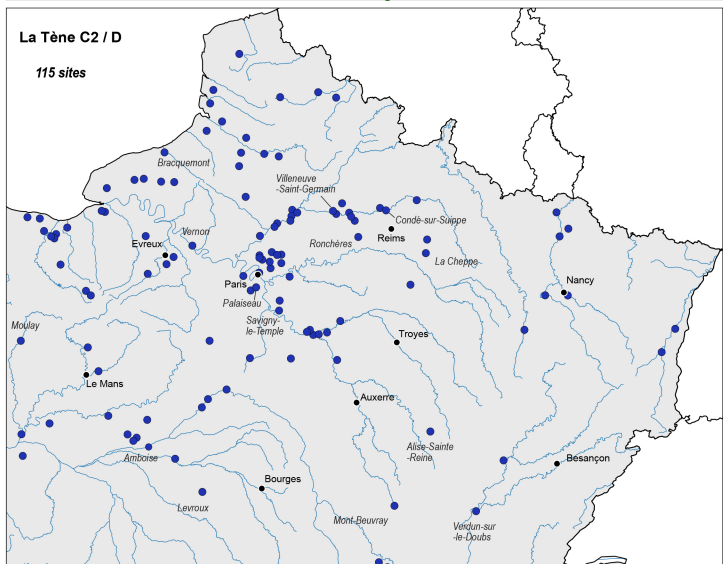 La Tène C2 / D
115 sites
Bracquemont
Villeneuve
-Saint-Germain
Condé-sur-Suippe
Vernon
Evreux
Ronchères
Reims
La Cheppe
Paris
Nancy
Palaiseau
Savigny-
le-Temple
Moulay
Troyes
Le Mans
Auxerre
Alise-Sainte
-Reine
Amboise
Besançon
Bourges
Levroux
Mont-Beuvray
Verdun-sur
-le-Doubs